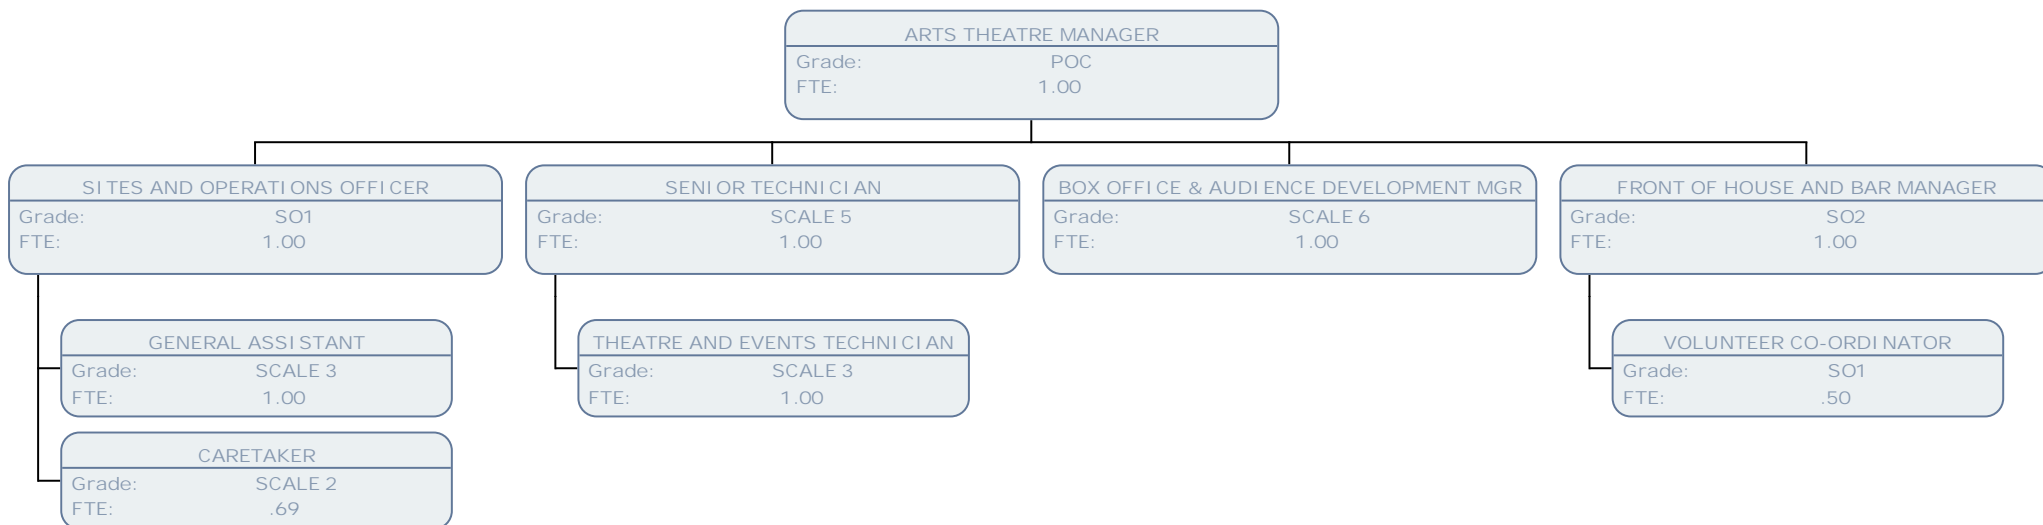 ARTS THEATRE MANAGER
Grade: POC
FTE: 1.00
SITES AND OPERATIONS OFFICER
Grade: SO1
FTE: 1.00
SENIOR TECHNICIAN
Grade: SCALE 5
FTE: 1.00
BOX OFFICE & AUDIENCE DEVELOPMENT MGR
Grade: SCALE 6
FTE: 1.00
FRONT OF HOUSE AND BAR MANAGER
Grade: SO2
FTE: 1.00
GENERAL ASSISTANT
Grade: SCALE 3
FTE: 1.00
CARETAKER
Grade: SCALE 2
FTE: .69
THEATRE AND EVENTS TECHNICIAN
Grade: SCALE 3
FTE: 1.00
VOLUNTEER CO-ORDINATOR
Grade: SO1
FTE: .50